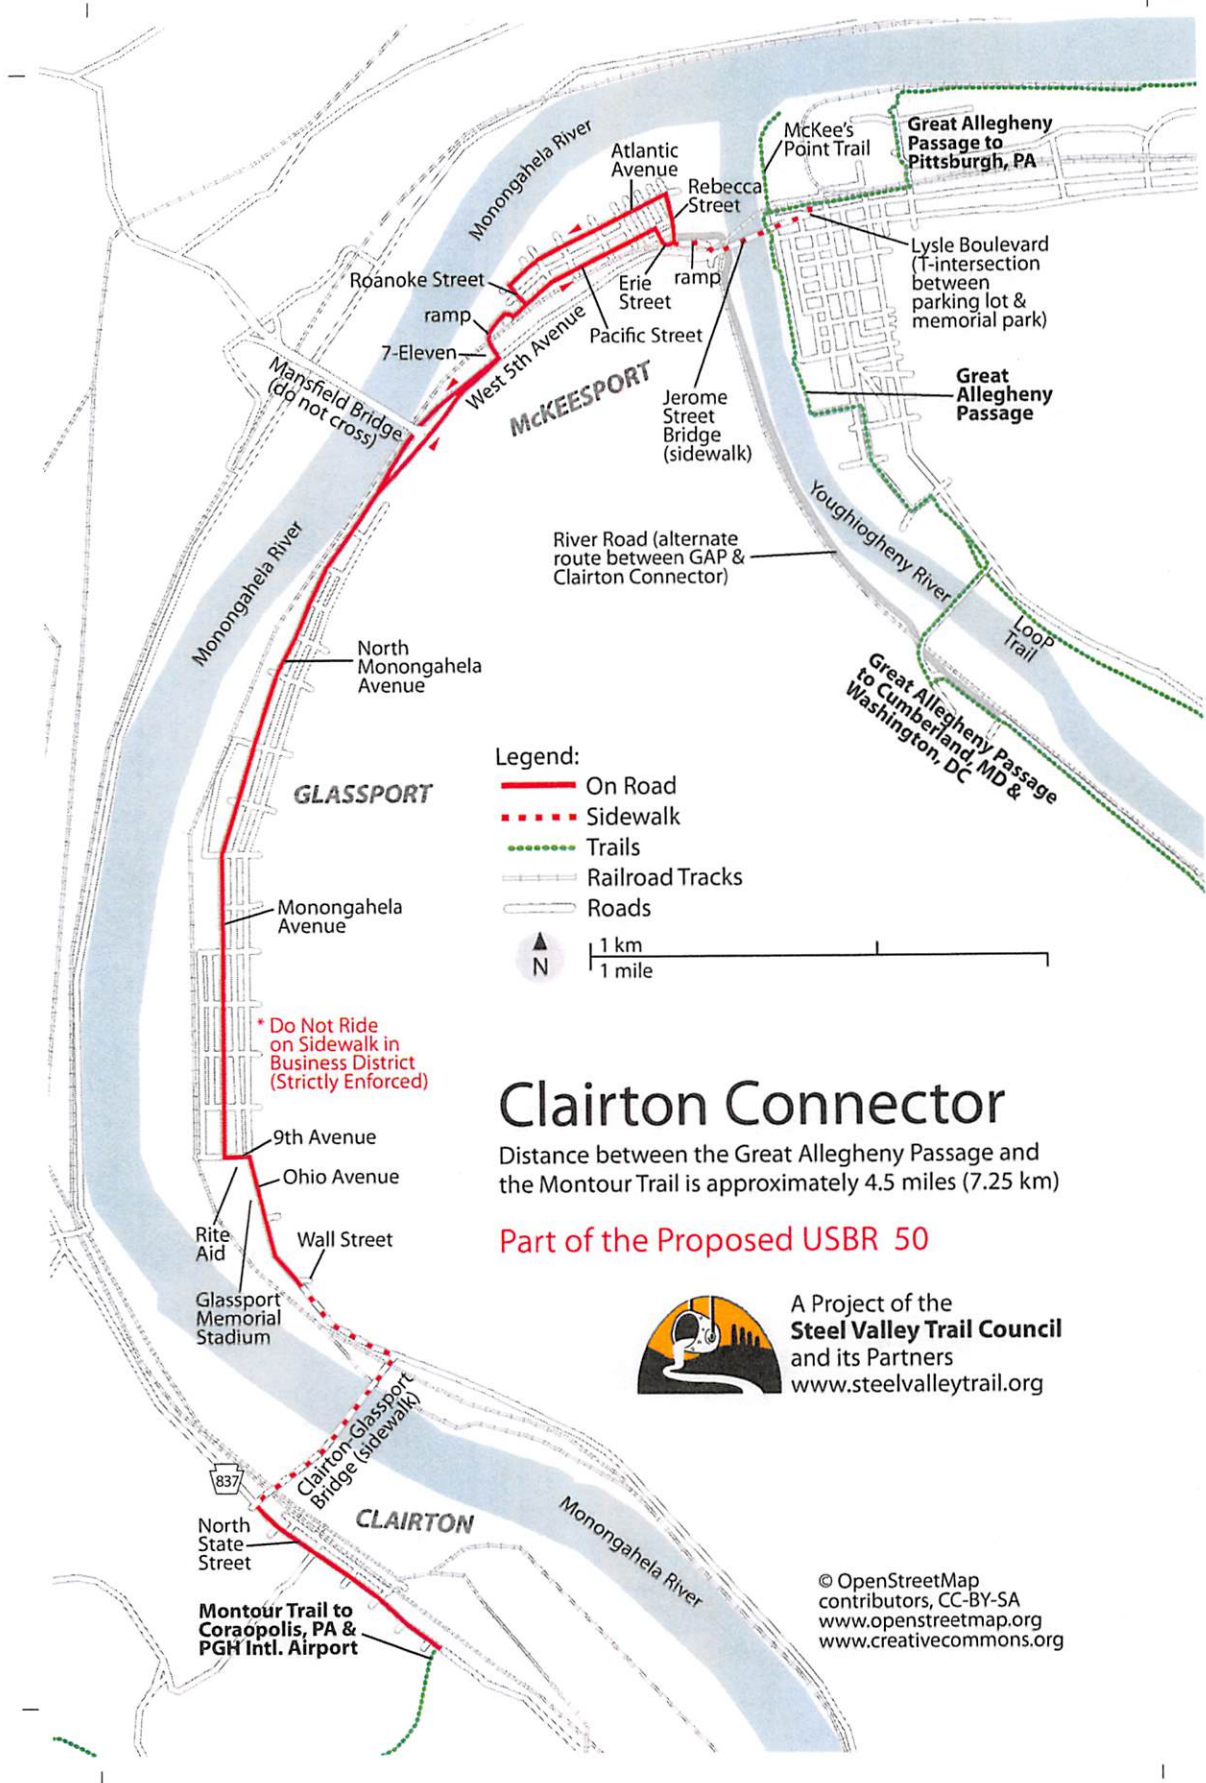 Monongahela River
Atlantic
Avenue
McKee's
Point Trail
Great Allegheny
Passage to
Pittsburgh, PA
Rebecca
Street
Roanoke Street
ramp
7-Eleven
Erie
Street
ramp
Lysle Boulevard
(T-intersection
between
parking lot &
memorial park)
Pacific Street
West 5th Avenue
McKEESPORT
Mansfield Bridge
(do not cross)
Jerome
Street
Bridge
(sidewalk)
Great
Allegheny
Passage
Monongahela River
River Road (alternate
route between GAP &
Clairton Connector)
Youghiogheny River
LooP
Trail
Great Allegheny Passage
to Cumberland, MD &
Washington, DC
North
Monongahela
Avenue
GLASSPORT
Legend:
On Road
Sidewalk
Trails
Railroad Tracks
Roads
N
1 km
1 mile
Monongahela
Avenue
* Do Not Ride
on Sidewalk in
Business District
(Strictly Enforced)
Clairton Connector
Distance between the Great Allegheny Passage and
the Montour Trail is approximately 4.5 miles (7.25 km)
Part of the Proposed USBR 50
9th Avenue
Ohio Avenue
Rite
Aid
Wall Street
Glassport
Memorial
Stadium
A Project of the
Steel Valley Trail Council
and its Partners
www.steelvalleytrail.org
Clairton-Glassport
Bridge (sidewalk)
837
CLAIRTON
North
State
Street
Monongahela River
Montour Trail to
Coraopolis, PA &
PGH Intl. Airport
© OpenStreetMap
contributors, CC-BY-SA
www.openstreetmap.org
www.creativecommons.org